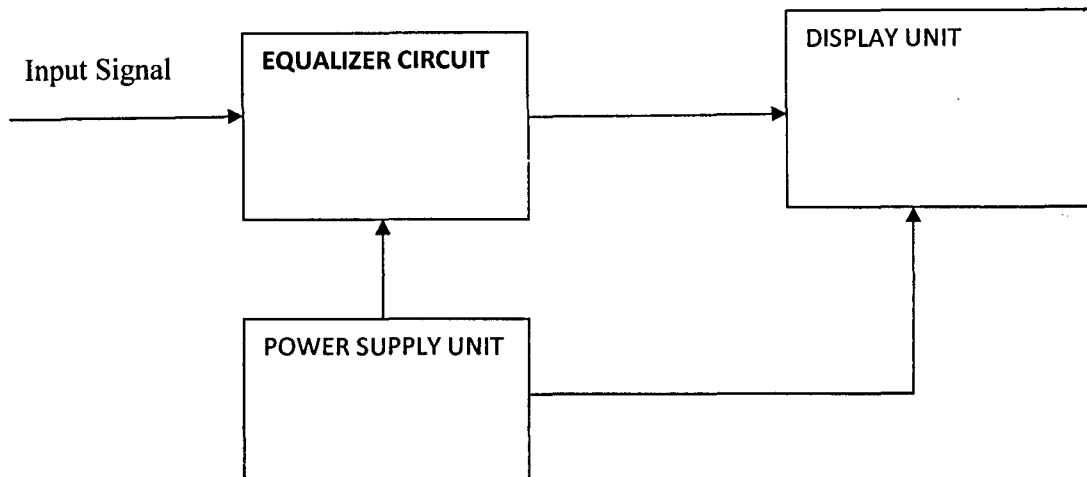 Input Signal
EQUALIZER CIRCUIT
DISPLAY UNIT
POWER SUPPLY UNIT